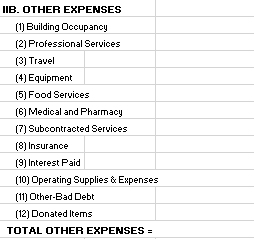 IIB. OTHER EXPENSES
(1) Building Occupancy
(2) Professional Services
(3) Travel
(4) Equipment
(5) Food Services
(6) Medical and Pharmacy
(7) Subcontracted Services
(8) Insurance
(9) Interest Paid
(10) Operating Supplies & Expenses
(11) Other-Bad Debt
(12) Donated Items
TOTAL OTHER EXPENSES =